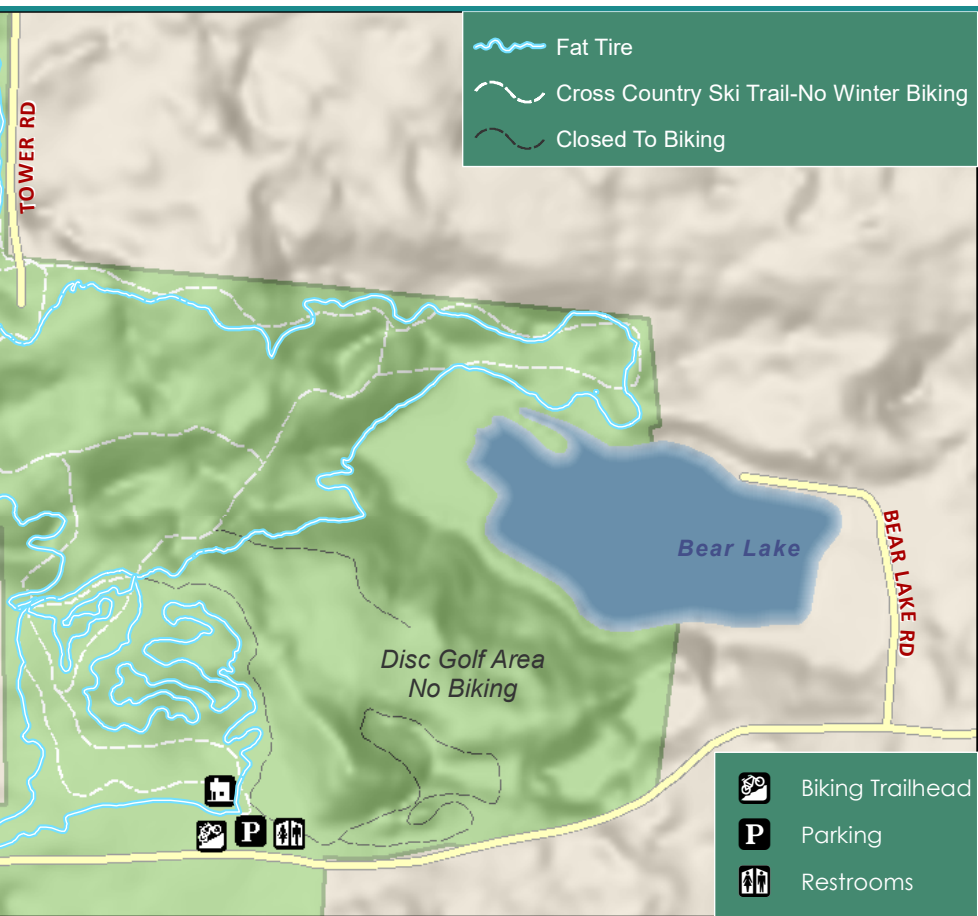 Fat Tire
Cross Country Ski Trail-No Winter Biking
Closed To Biking
TOWER RD
Bear Lake
BEAR LAKE RD
Disc Golf Area
No Biking
P
Biking Trailhead
P
Parking
Restrooms